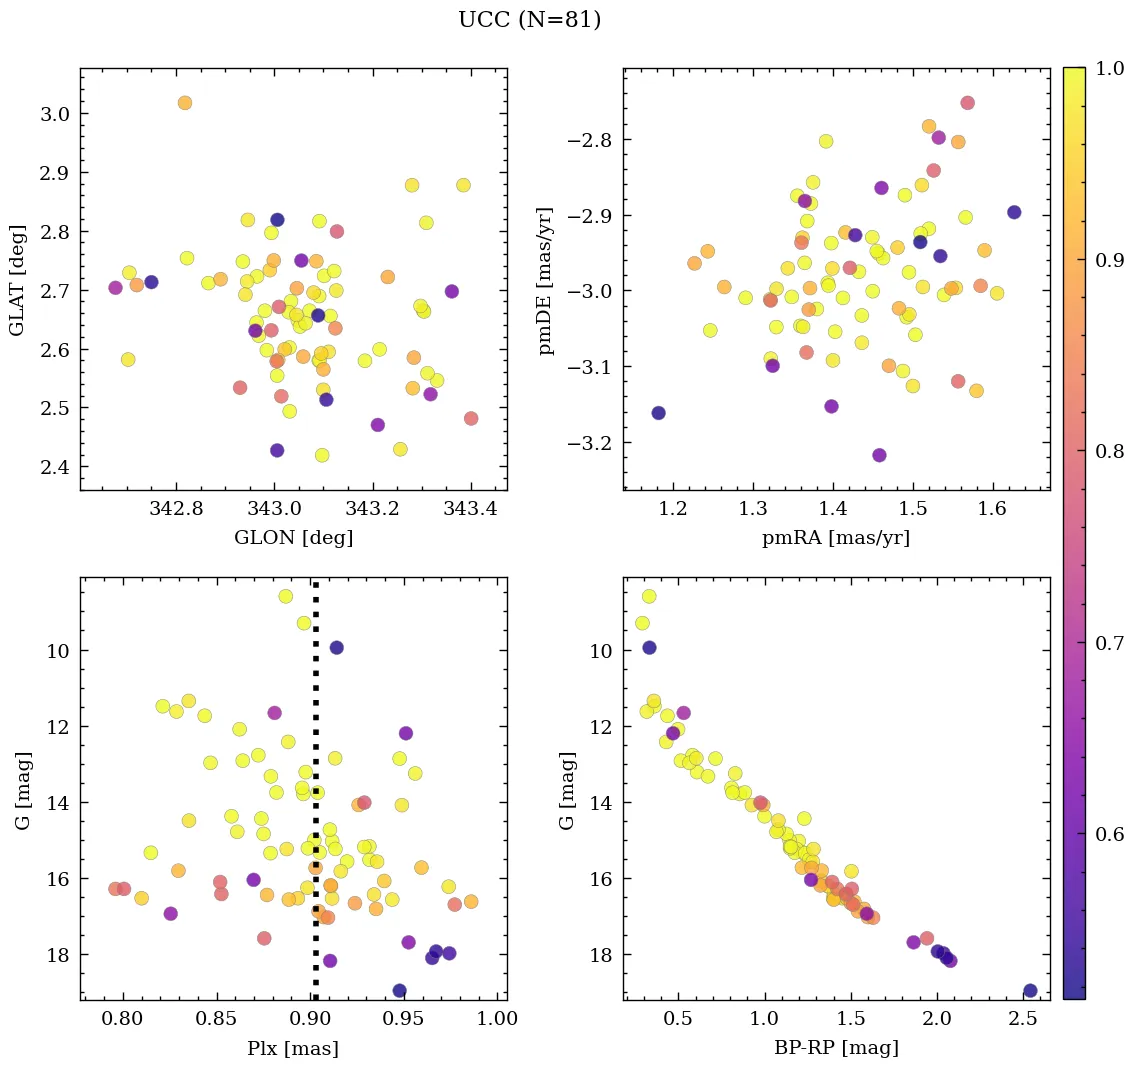 UCC (N=81)
3.0
2.9
2.8
2.7
2.6
2.5
2.4
GLAT [deg]
342.8 343.0 343.2 343.4
GLON [deg]
−2.8
−2.9
−3.0
−3.1
−3.2
pmDE [mas/yr]
1.2 1.3 1.4 1.5 1.6
pmRA [mas/yr]
1.0
0.9
0.8
0.7
0.6
10
12
14
16
18
G [mag]
0.80 0.85 0.90 0.95 1.00
Plx [mas]
10
12
14
16
18
G [mag]
0.5 1.0 1.5 2.0 2.5
BP-RP [mag]